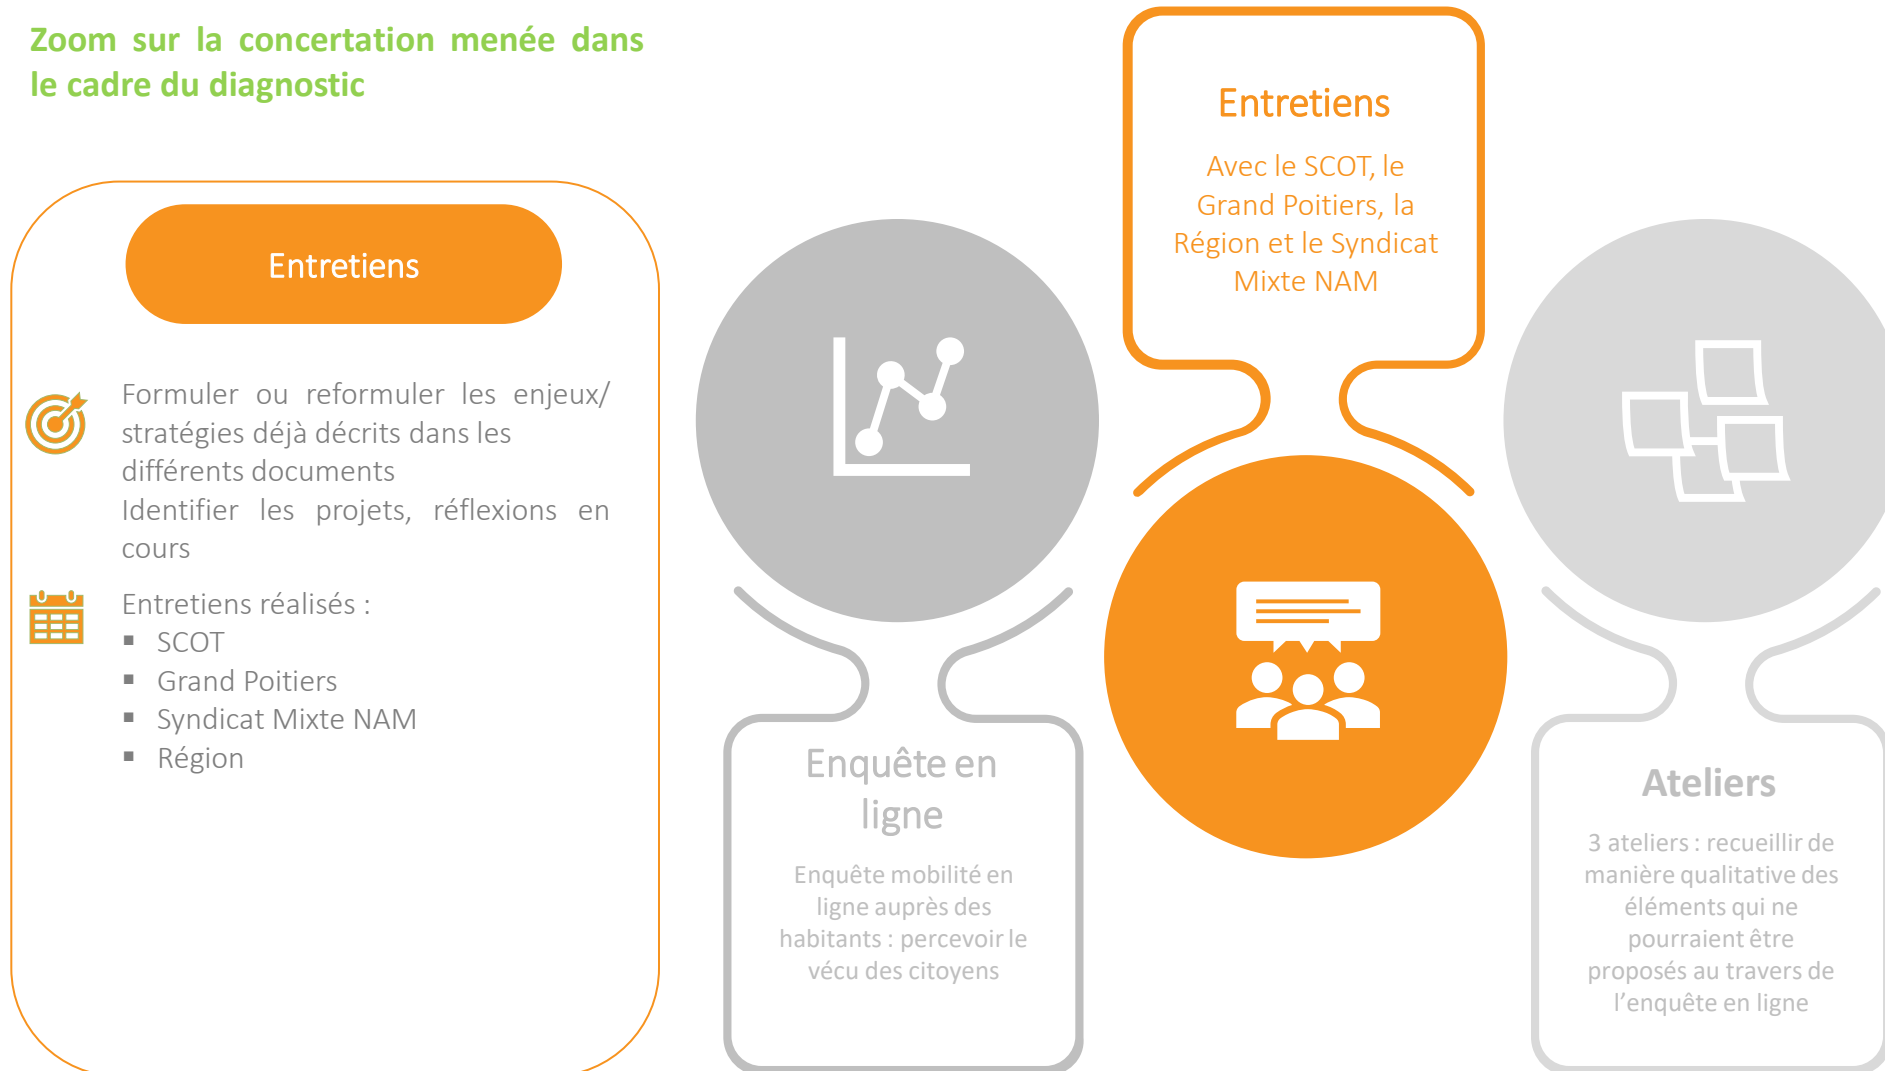 Zoom sur la concertation menée dans
le cadre du diagnostic
Entretiens
Formuler ou reformuler les enjeux/
stratégies déjà décrits dans les
différents documents
Identifier les projets, réflexions en
cours
Entretiens réalisés :
▪ SCOT
▪ Grand Poitiers
▪ Syndicat Mixte NAM
▪ Région
Enquête en
ligne
Enquête mobilité en
ligne auprès des
habitants : percevoir le
vécu des citoyens
Entretiens
Avec le SCOT, le
Grand Poitiers, la
Région et le Syndicat
Mixte NAM
Ateliers
3 ateliers : recueillir de
manière qualitative des
éléments qui ne
pourraient être
proposés au travers de
l’enquête en ligne